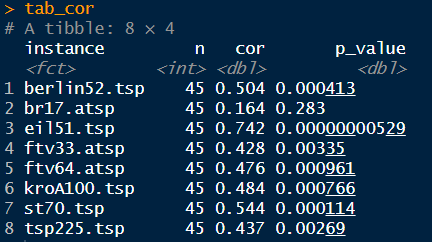 > tab_cor
# A tibble: 8 × 4
instance n cor p_value
<fct> <int> <dbl> <dbl>
1 berlin52.tsp 45 0.504 0.000413
2 br17.atsp 45 0.164 0.283
3 eil51.tsp 45 0.742 0.00000000529
4 ftv33.atsp 45 0.428 0.00335
5 ftv64.atsp 45 0.476 0.000961
6 kroA100.tsp 45 0.484 0.000766
7 st70.tsp 45 0.544 0.000114
8 tsp225.tsp 45 0.437 0.00269